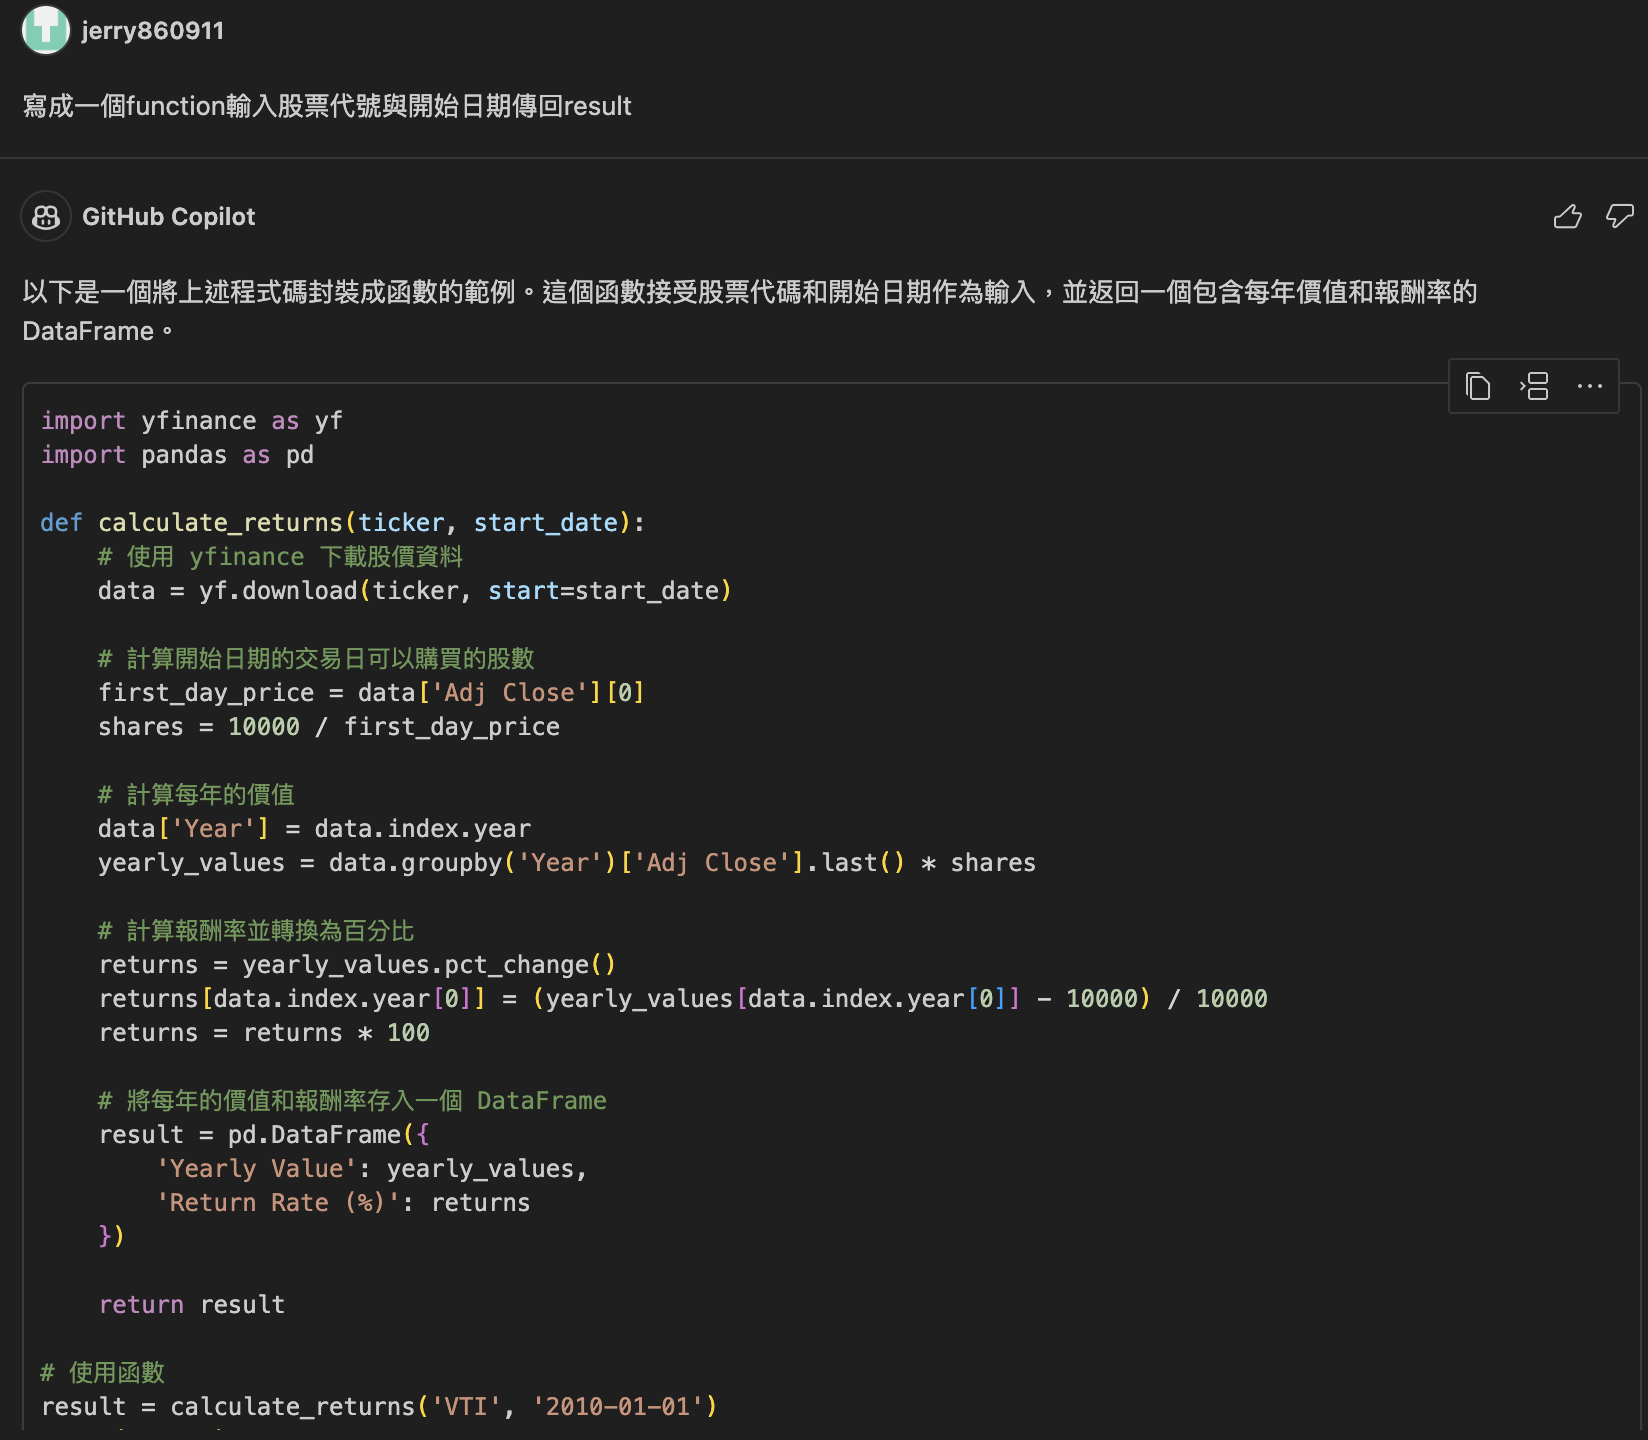 jerry860911
寫成一個function輸入股票代號與開始日期傳回result
GitHub Copilot
以下是一個將上述程式碼封裝成函數的範例。這個函數接受股票代碼和開始日期作為輸入，並返回一個包含每年價值和報酬率的
DataFrame。
import yfinance as yf
import pandas as pd
def calculate_returns(ticker, start_date):
    # 使用 yfinance 下載股價資料
    data = yf.download(ticker, start=start_date)
    # 計算開始日期的交易日可以購買的股數
    first_day_price = data['Adj Close'][0]
    shares = 10000 / first_day_price
    # 計算每年的價值
    data['Year'] = data.index.year
    yearly_values = data.groupby('Year')['Adj Close'].last() * shares
    # 計算報酬率並轉換為百分比
    returns = yearly_values.pct_change()
    returns[data.index.year[0]] = (yearly_values[data.index.year[0]] - 10000) / 10000
    returns = returns * 100
    # 將每年的價值和報酬率存入一個 DataFrame
    result = pd.DataFrame({
        'Yearly Value': yearly_values,
        'Return Rate (%)': returns
    })
    return result
# 使用函數
result = calculate_returns('VTI', '2010-01-01')